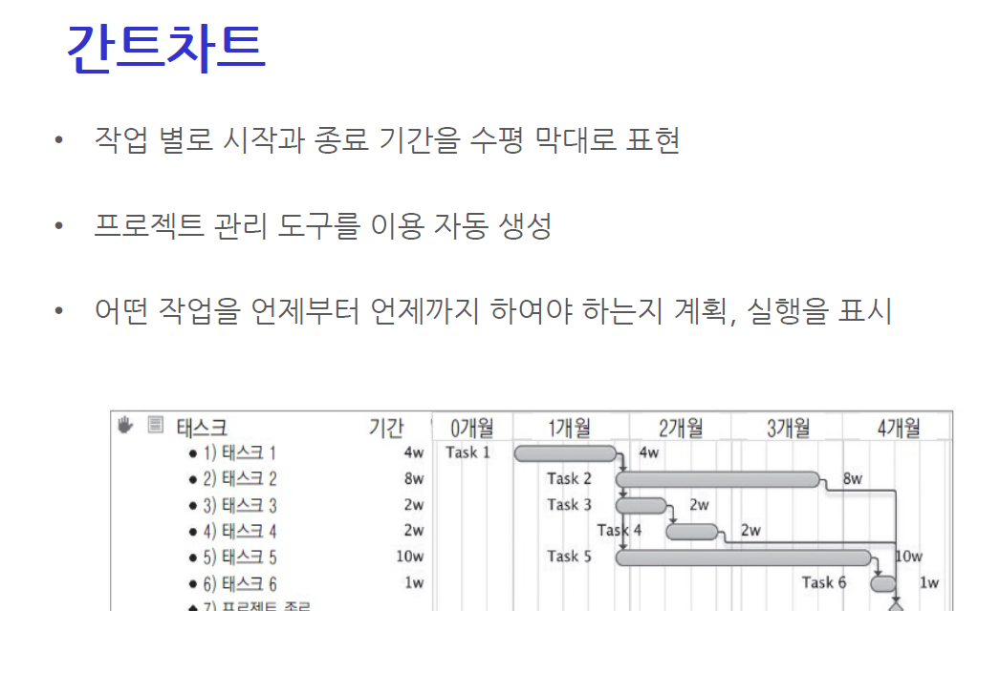 간트차트
• 작업 별로 시작과 종료 기간을 수평 막대로 표현
• 프로젝트 관리 도구를 이용 자동 생성
• 어떤 작업을 언제부터 언제까지 하여야 하는지 계획, 실행을 표시
태스크 기간 0개월 1개월 2개월 3개월 4개월
• 1) 태스크 1 4w Task 1 4w
• 2) 태스크 2 8w Task 2 8w
• 3) 태스크 3 2w Task 3 2w
• 4) 태스크 4 2w Task 4 2w
• 5) 태스크 5 10w Task 5 10w
• 6) 태스크 6 1w Task 6 1w
7) 프로젝트 종료